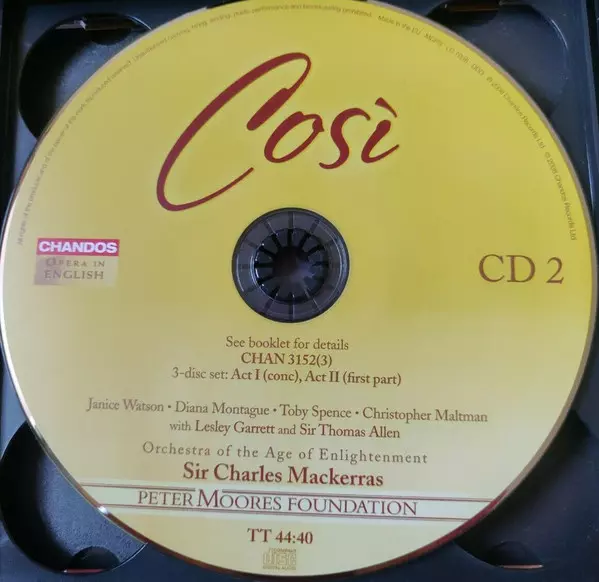 Così
CHANDOS
OPERA IN
ENGLISH
CD 2
See booklet for details
CHAN 3152(3)
3-disc set: Act I (conc), Act II (first part)
Janice Watson • Diana Montague • Toby Spence • Christopher Maltman
with Lesley Garrett and Sir Thomas Allen
Orchestra of the Age of Enlightenment
Sir Charles Mackerras
PETER MOORES FOUNDATION
TT 44:40